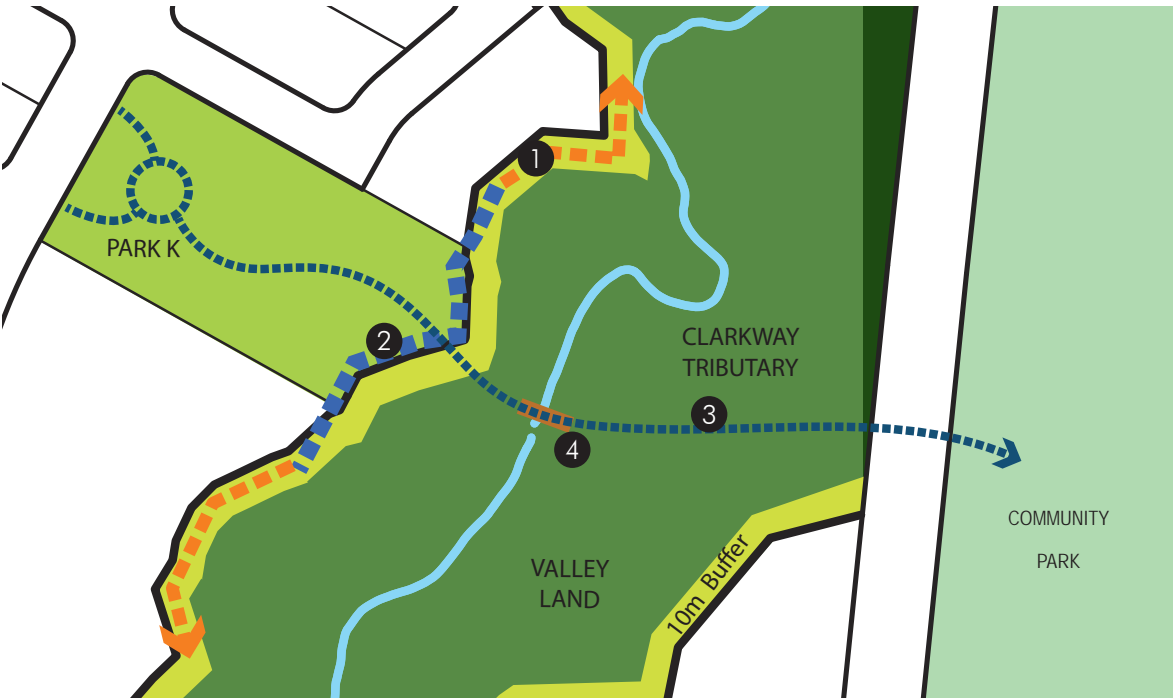 1
PARK K
2
CLARKWAY
TRIBUTARY
3
4
COMMUNITY
PARK
VALLEY
LAND
10m Buffer